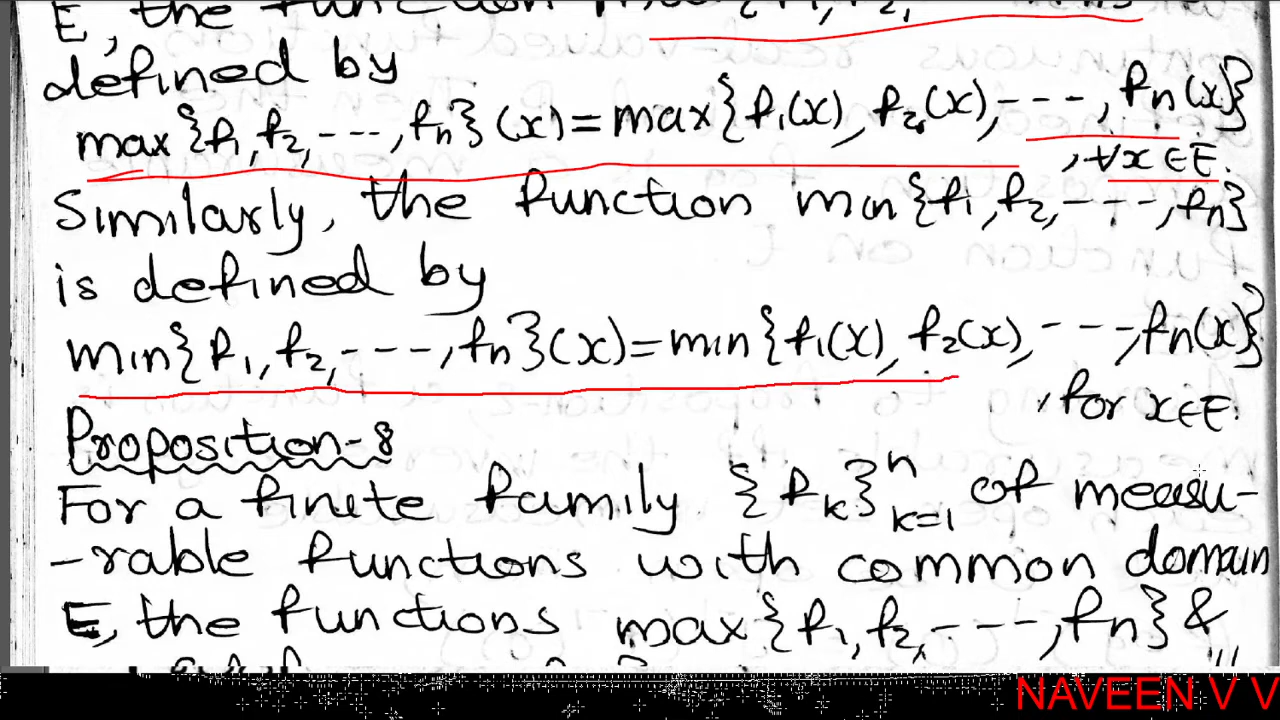 E, the function
defined by
max{f1, f2, ---, fn}(x)=max{f1(x), f2(x), ---, fn(x)}
, ∀x∈E.
Similarly, the function min{f1, f2, ---, fn}
is defined by
min{f1, f2, ---, fn}(x)=min{f1(x), f2(x), ---, fn(x)}
, for x∈E.
Proposition-8
For a finite family {fk}ⁿk=1 of measu-
-rable functions with common domain
E, the functions max{f1, f2, ---, fn} &
NAVEEN V V